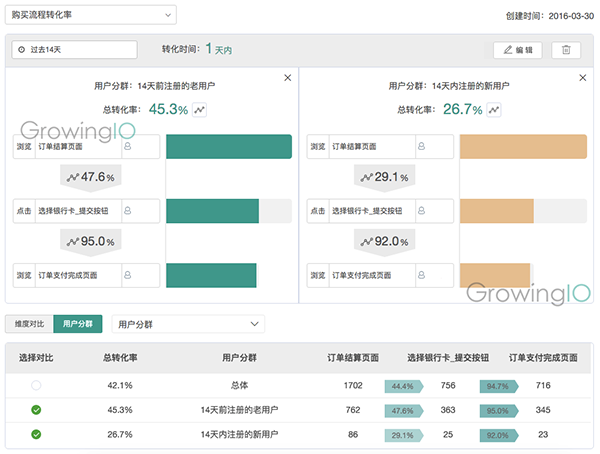 购买流程转化率 创建时间：2016-03-30
过去14天 转化时间：1 天内 编辑
用户分群：14天前注册的老用户
总转化率：45.3%
GrowingIO
浏览 订单结算页面
47.6%
点击 选择银行卡_提交按钮
95.0%
浏览 订单支付完成页面
用户分群：14天内注册的新用户
总转化率：26.7%
浏览 订单结算页面
29.1%
点击 选择银行卡_提交按钮
92.0%
浏览 订单支付完成页面
GrowingIO
维度对比 用户分群 用户分群
选择对比 总转化率 用户分群 订单结算页面 选择银行卡_提交按钮 订单支付完成页面
42.1% 总体 1702 44.4% 756 94.7% 716
45.3% 14天前注册的老用户 762 47.6% 363 95.0% 345
26.7% 14天内注册的新用户 86 29.1% 25 92.0% 23